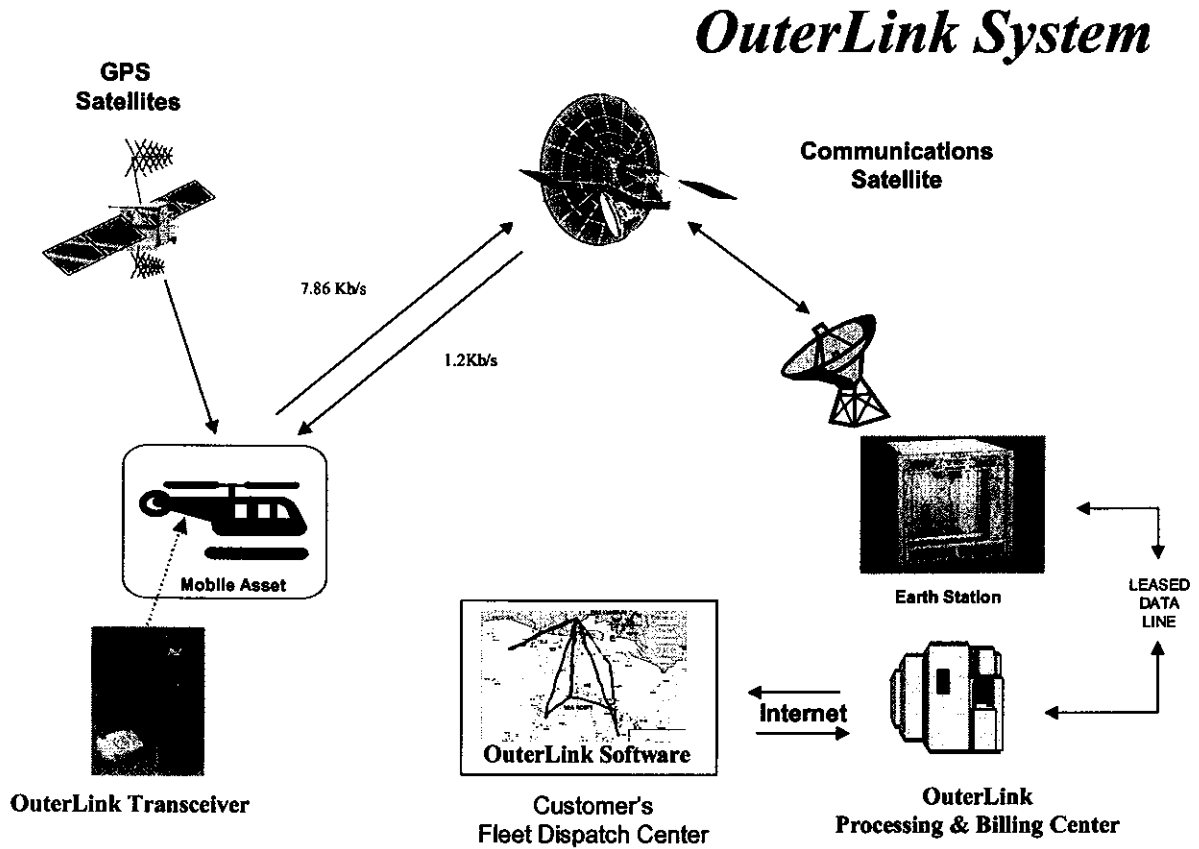 OuterLink System
GPS
Satellites
Communications
Satellite
7.86 Kb/s
1.2Kb/s
Mobile Asset
Earth Station
LEASED
DATA
LINE
Internet
OuterLink Software
OuterLink Transceiver
Customer's
Fleet Dispatch Center
OuterLink
Processing & Billing Center